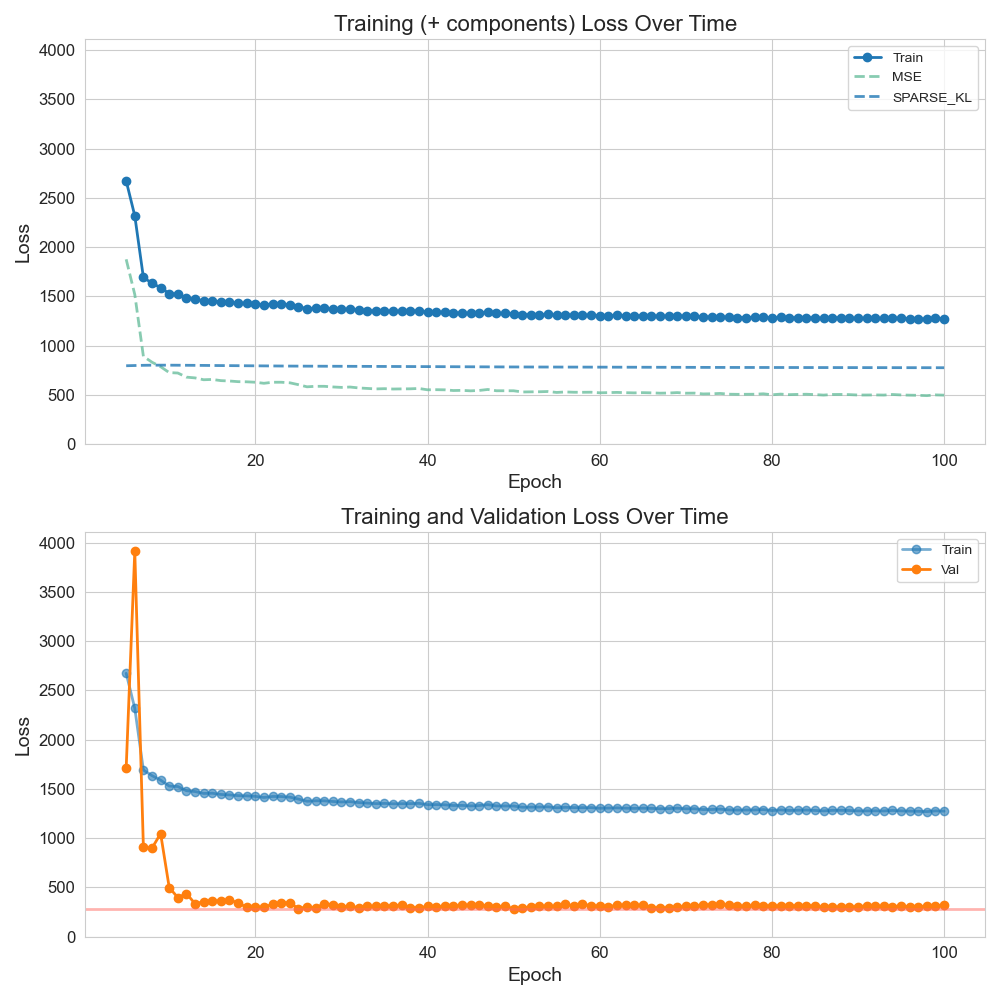 Training (+ components) Loss Over Time
4000
3500
3000
2500
2000
1500
1000
500
0
Loss
20 40 60 80 100
Epoch
Train
MSE
SPARSE_KL
Training and Validation Loss Over Time
4000
3500
3000
2500
2000
1500
1000
500
0
Loss
20 40 60 80 100
Epoch
Train
Val